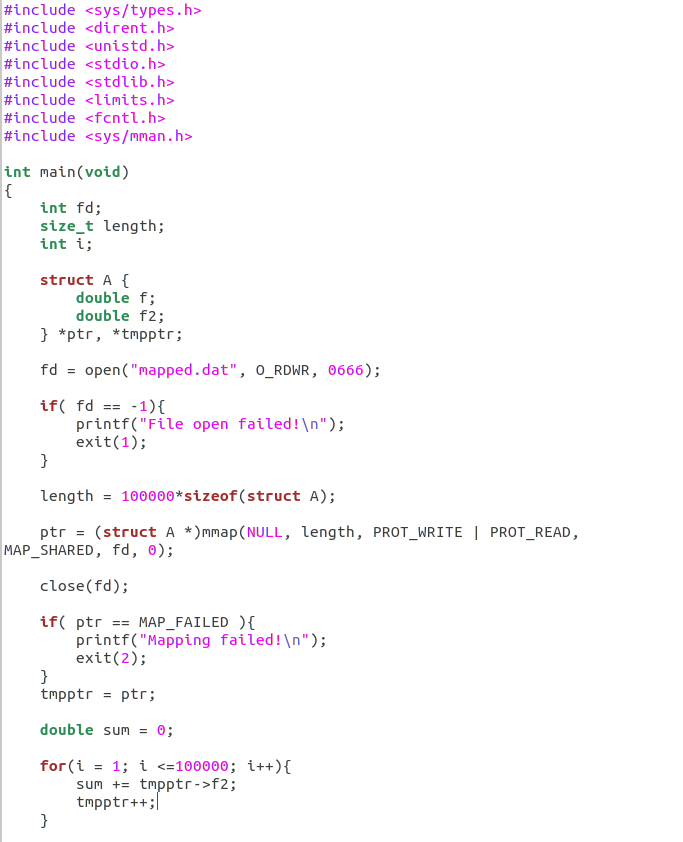 #include <sys/types.h>
#include <dirent.h>
#include <unistd.h>
#include <stdio.h>
#include <stdlib.h>
#include <limits.h>
#include <fcntl.h>
#include <sys/mman.h>

int main(void)
{
    int fd;
    size_t length;
    int i;

    struct A {
        double f;
        double f2;
    } *ptr, *tmpptr;

    fd = open("mapped.dat", O_RDWR, 0666);

    if( fd == -1){
        printf("File open failed!\n");
        exit(1);
    }

    length = 100000*sizeof(struct A);

    ptr = (struct A *)mmap(NULL, length, PROT_WRITE | PROT_READ,
MAP_SHARED, fd, 0);

    close(fd);

    if( ptr == MAP_FAILED ){
        printf("Mapping failed!\n");
        exit(2);
    }
    tmpptr = ptr;

    double sum = 0;

    for(i = 1; i <=100000; i++){
        sum += tmpptr->f2;
        tmpptr++;
    }